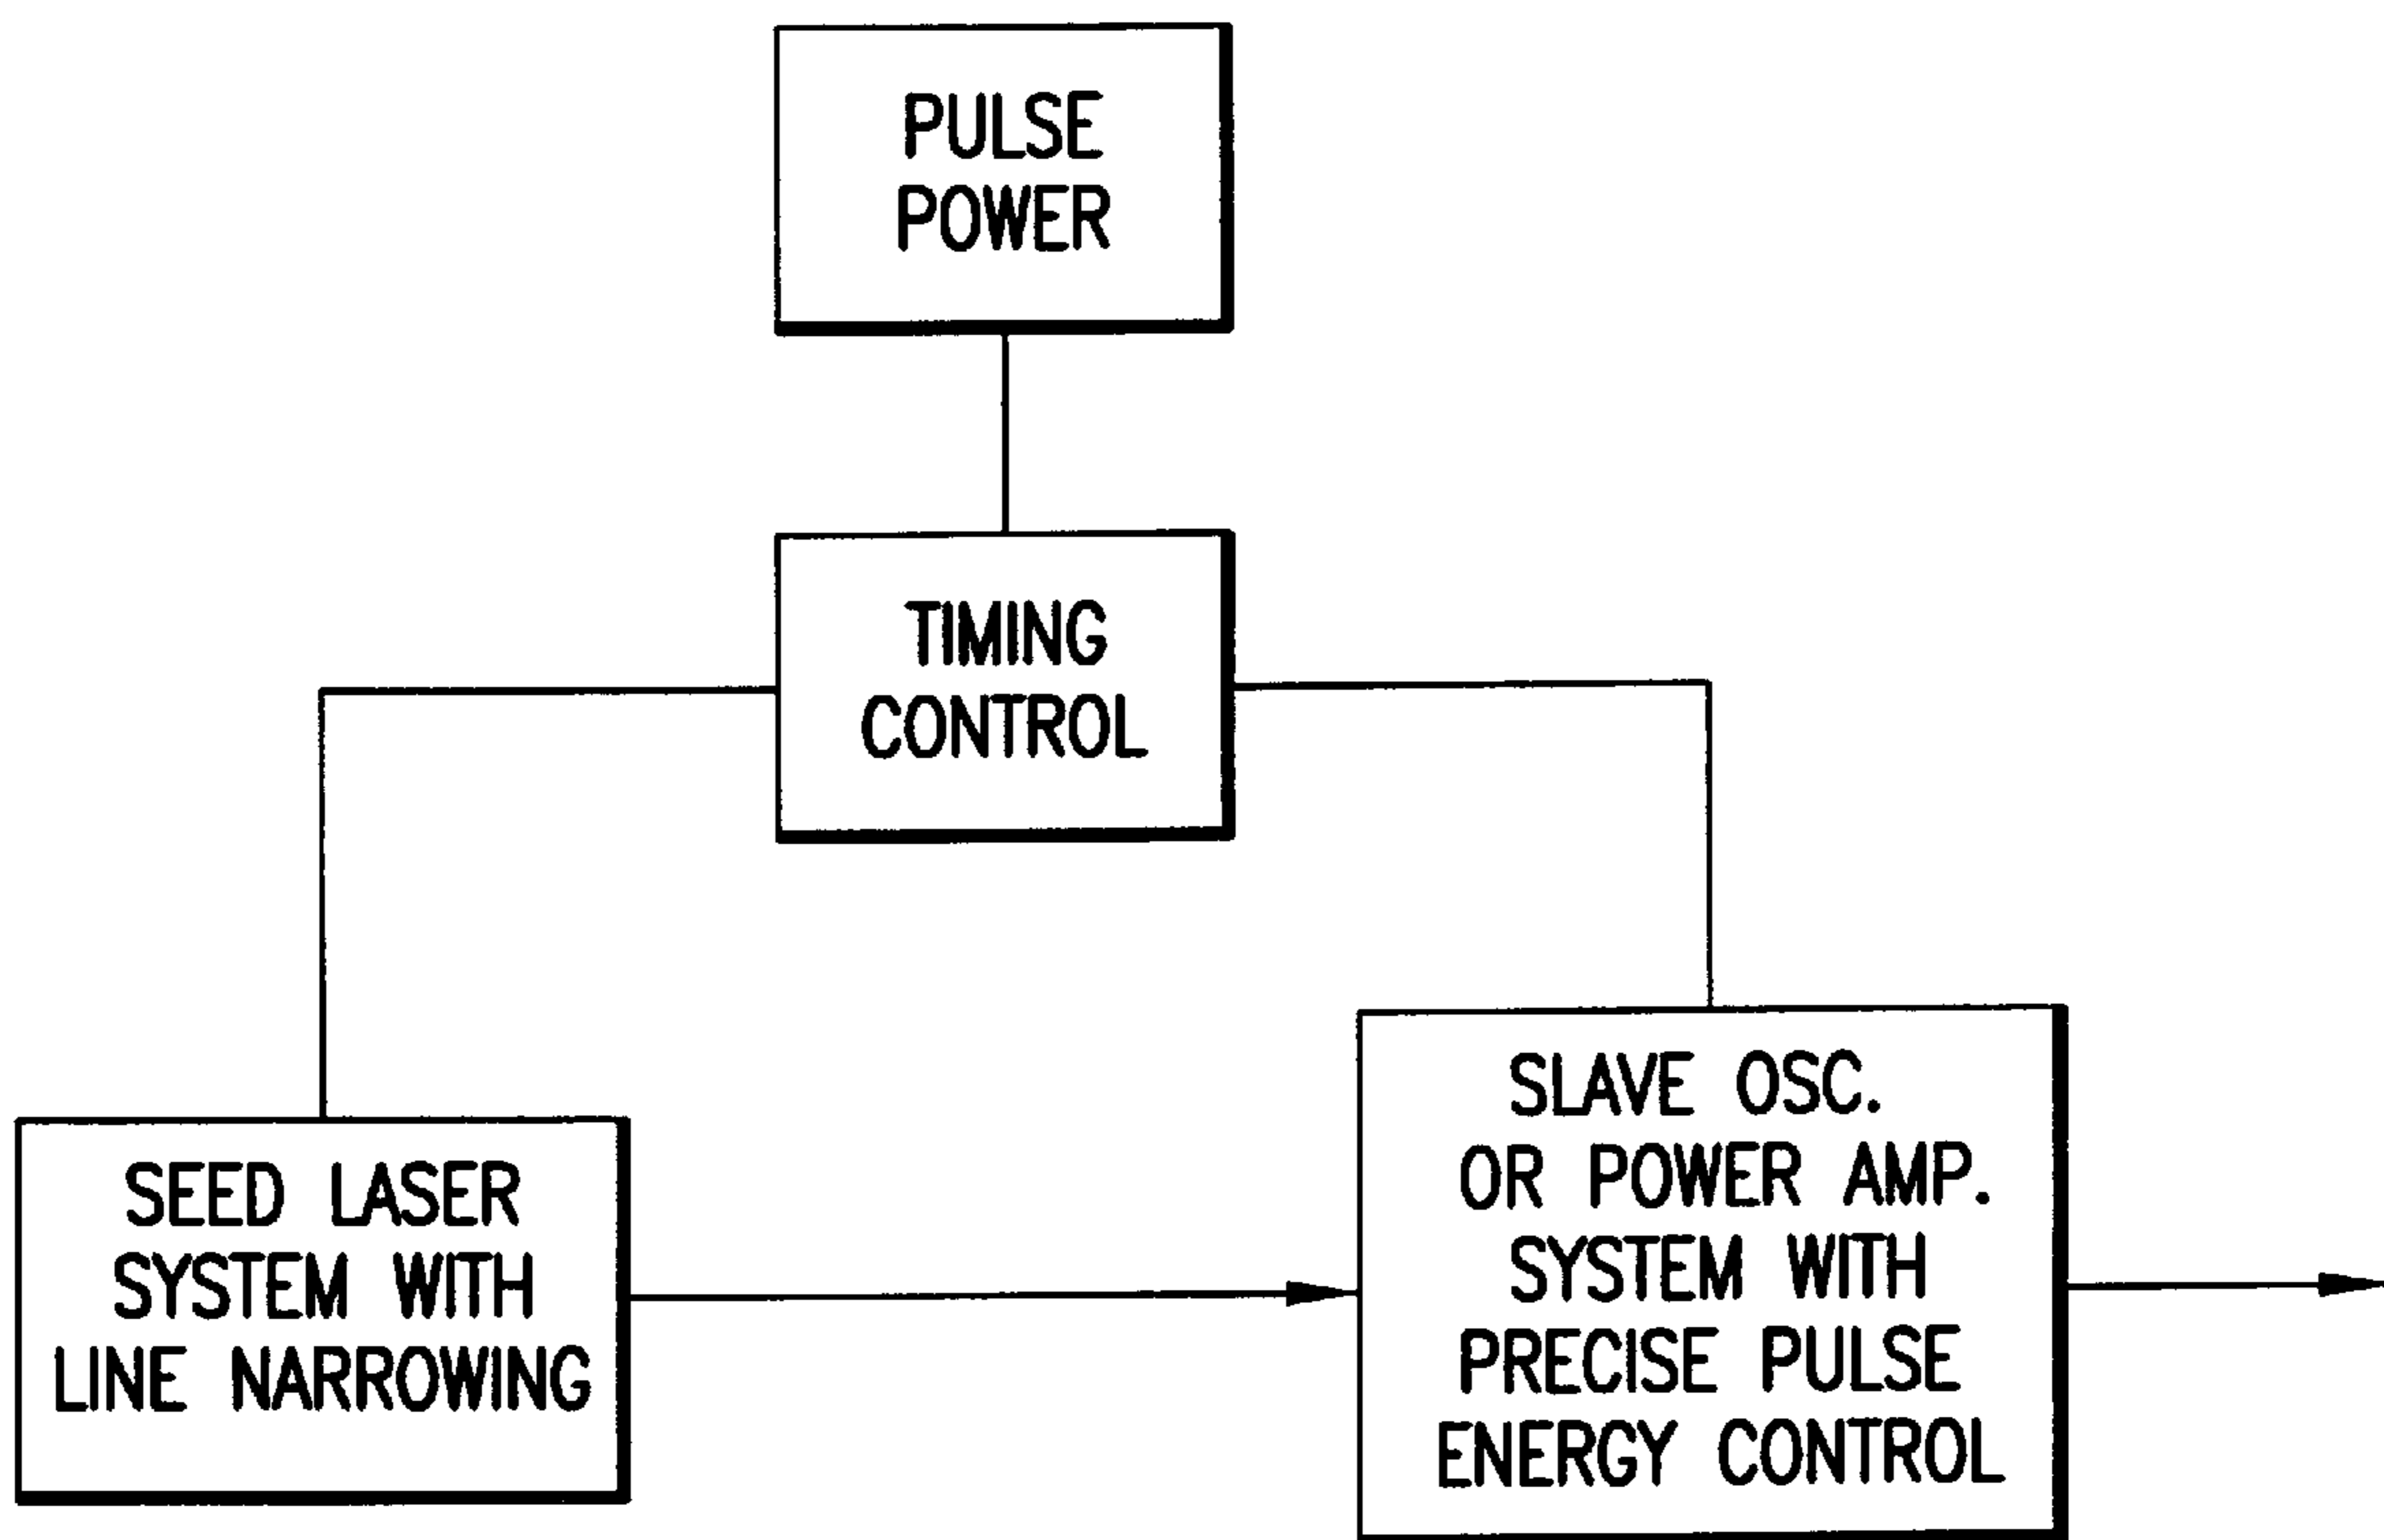 PULSE
POWER
TIMING
CONTROL
SEED LASER
SYSTEM WITH
LINE NARROWING
SLAVE OSC.
OR POWER AMP.
SYSTEM WITH
PRECISE PULSE
ENERGY CONTROL